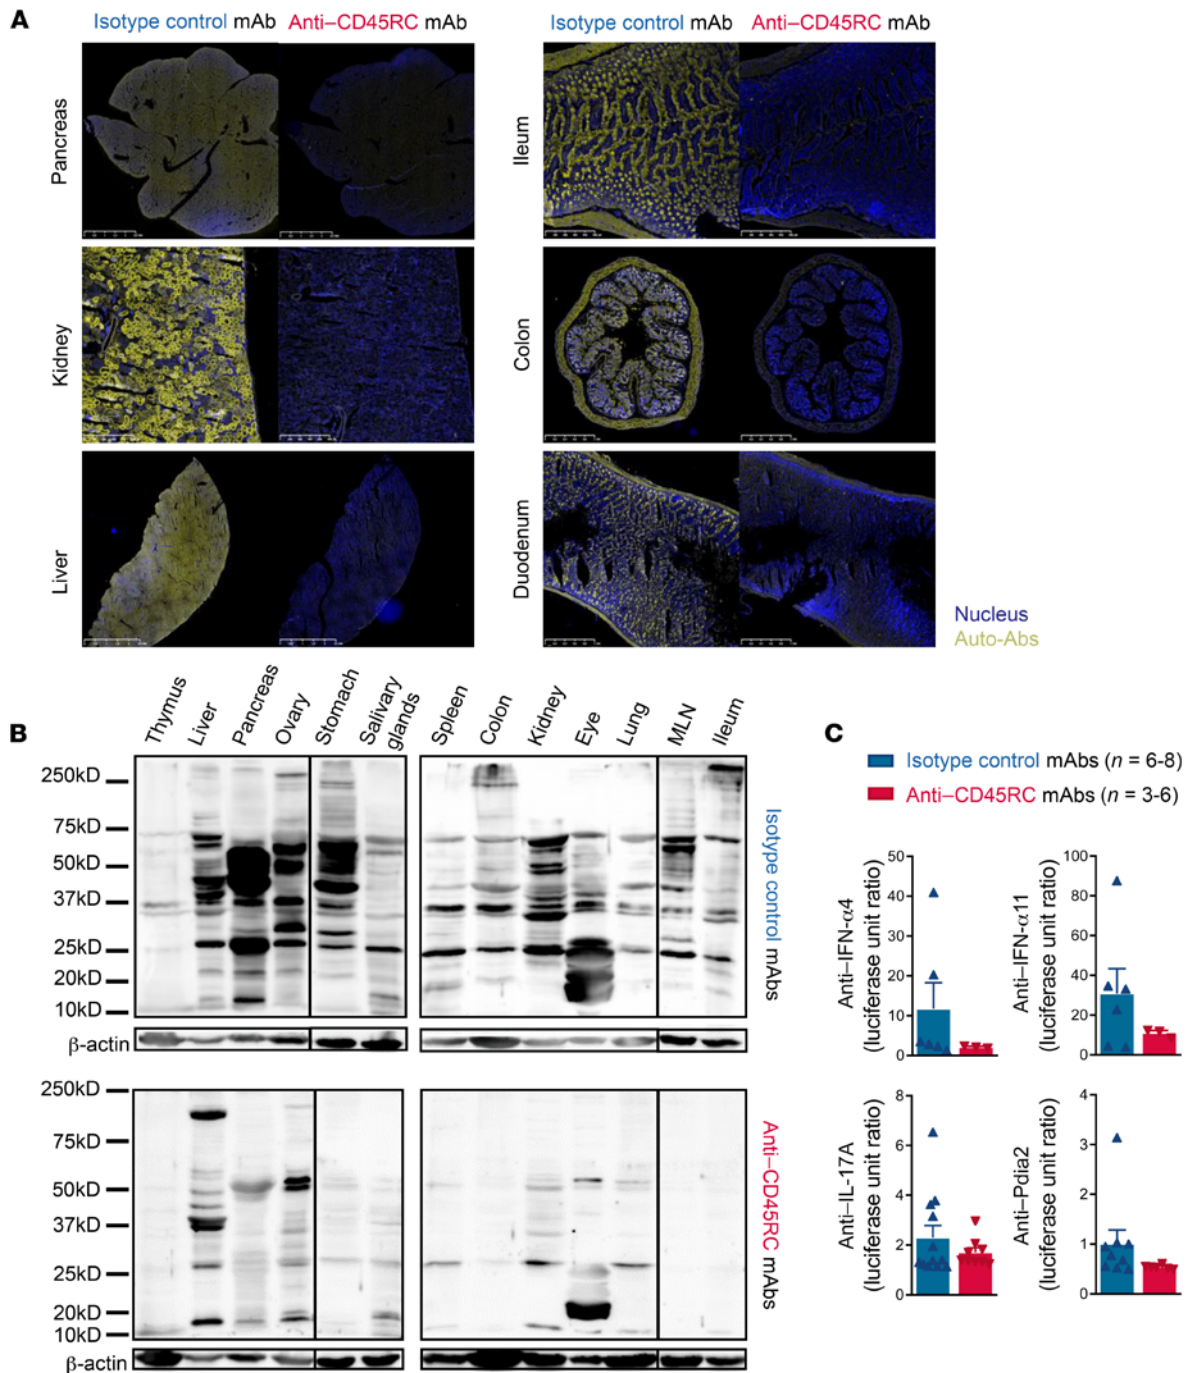 A
Isotype control mAb Anti–CD45RC mAb
Isotype control mAb Anti–CD45RC mAb
Pancreas
Kidney
Liver
Ileum
Colon
Duodenum
Nucleus
Auto-Abs
B
Thymus
Liver
Pancreas
Ovary
Stomach
Salivary
glands
Spleen
Colon
Kidney
Eye
Lung
MLN
Ileum
250kD
75kD
50kD
37kD
25kD
20kD
10kD
β-actin
Isotype control mAbs
250kD
75kD
50kD
37kD
25kD
20kD
10kD
β-actin
Anti–CD45RC mAbs
C
Isotype control mAbs (n = 6-8)
Anti–CD45RC mAbs (n = 3-6)
Anti–IFN-α4
(luciferase unit ratio)
50
40
20
10
0
Anti–IFN-α11
(luciferase unit ratio)
100
80
60
40
20
0
Anti–IL-17A
(luciferase unit ratio)
8
6
4
2
0
Anti–Pdia2
(luciferase unit ratio)
4
3
2
1
0